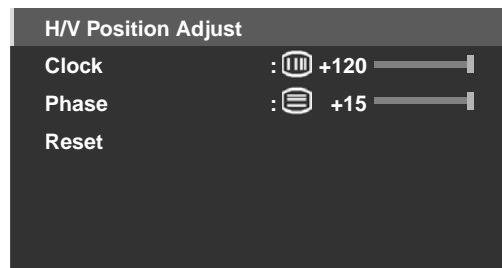 H/V Position Adjust
Clock : +120
Phase : +15
Reset